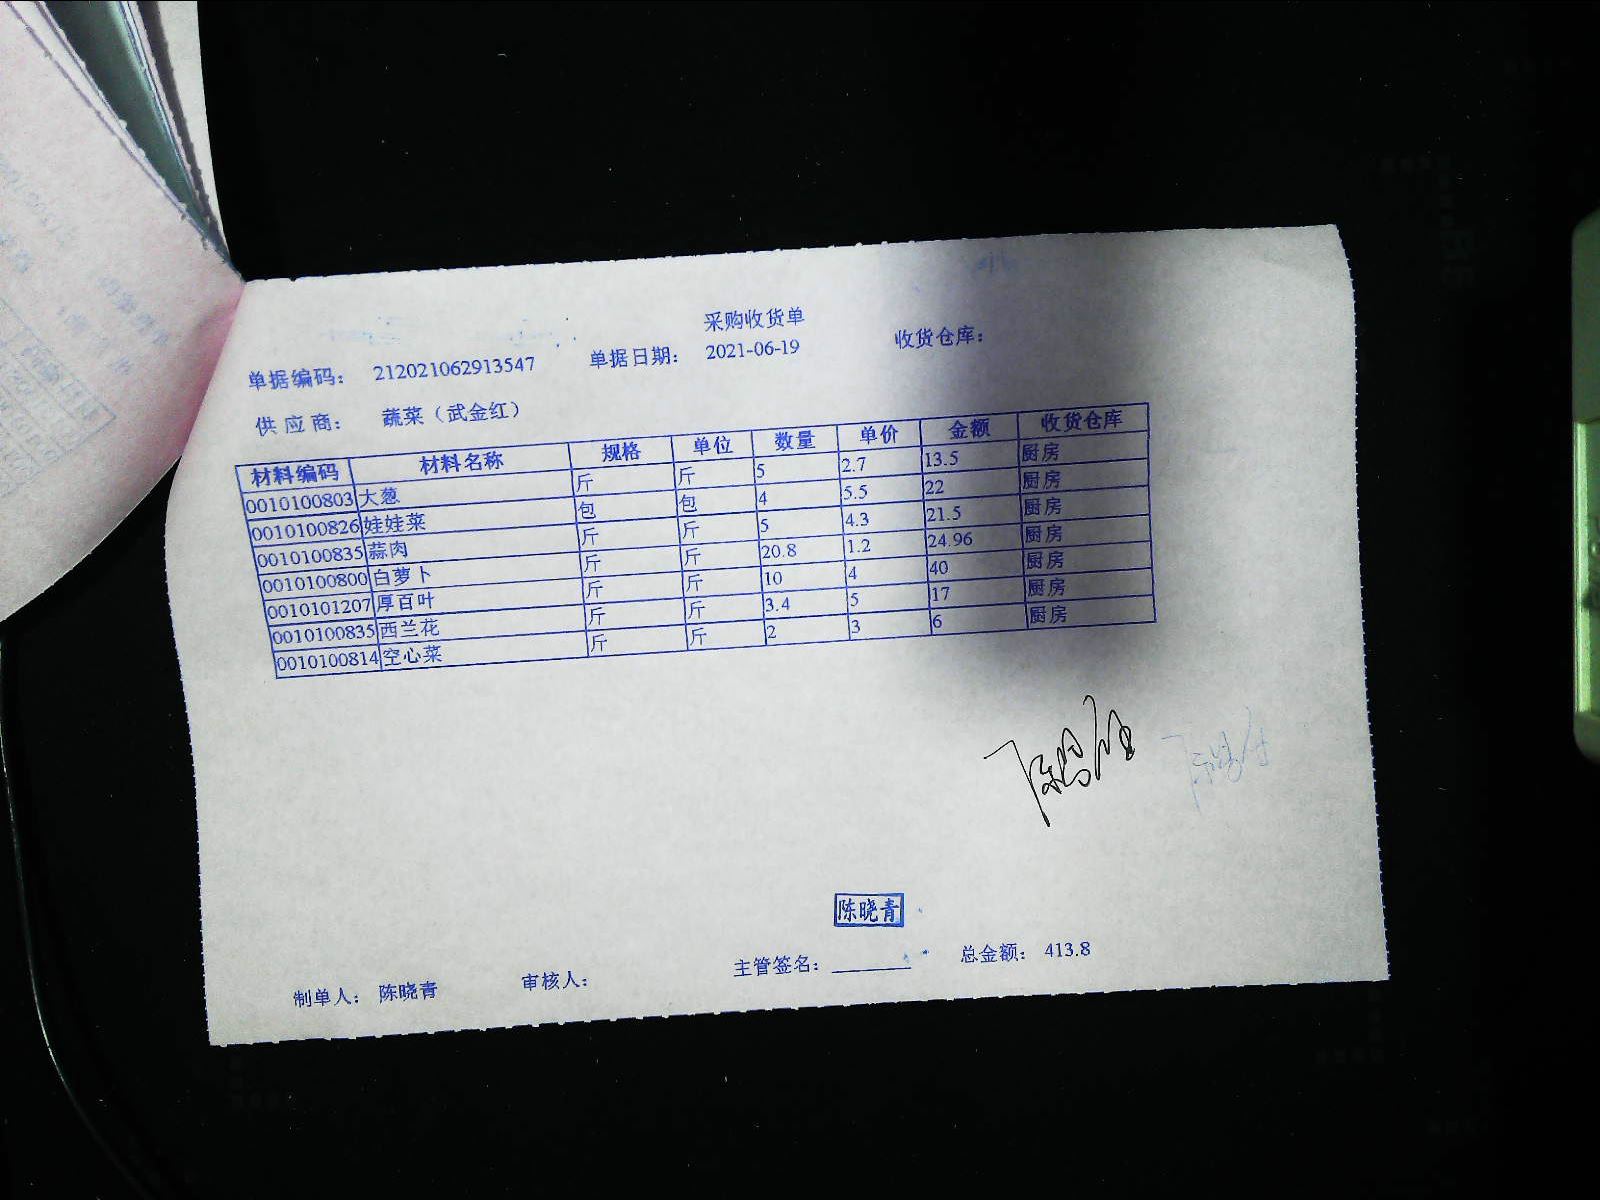 采购收货单
单据编码： 212021062913547 单据日期： 2021-06-19 收货仓库：
供 应 商： 蔬菜（武金红）
材料编码 材料名称 规格 单位 数量 单价 金额 收货仓库
0010100803 大葱 斤 斤 5 2.7 13.5 厨房
0010100826 娃娃菜 包 包 4 5.5 22 厨房
0010100835 蒜肉 斤 斤 5 4.3 21.5 厨房
0010100800 白萝卜 斤 斤 20.8 1.2 24.96 厨房
0010101207 厚百叶 斤 斤 10 4 40 厨房
0010100835 西兰花 斤 斤 3.4 5 17 厨房
0010100814 空心菜 斤 斤 2 3 6 厨房
陈晓青
制单人： 陈晓青 审核人： 主管签名： 总金额： 413.8